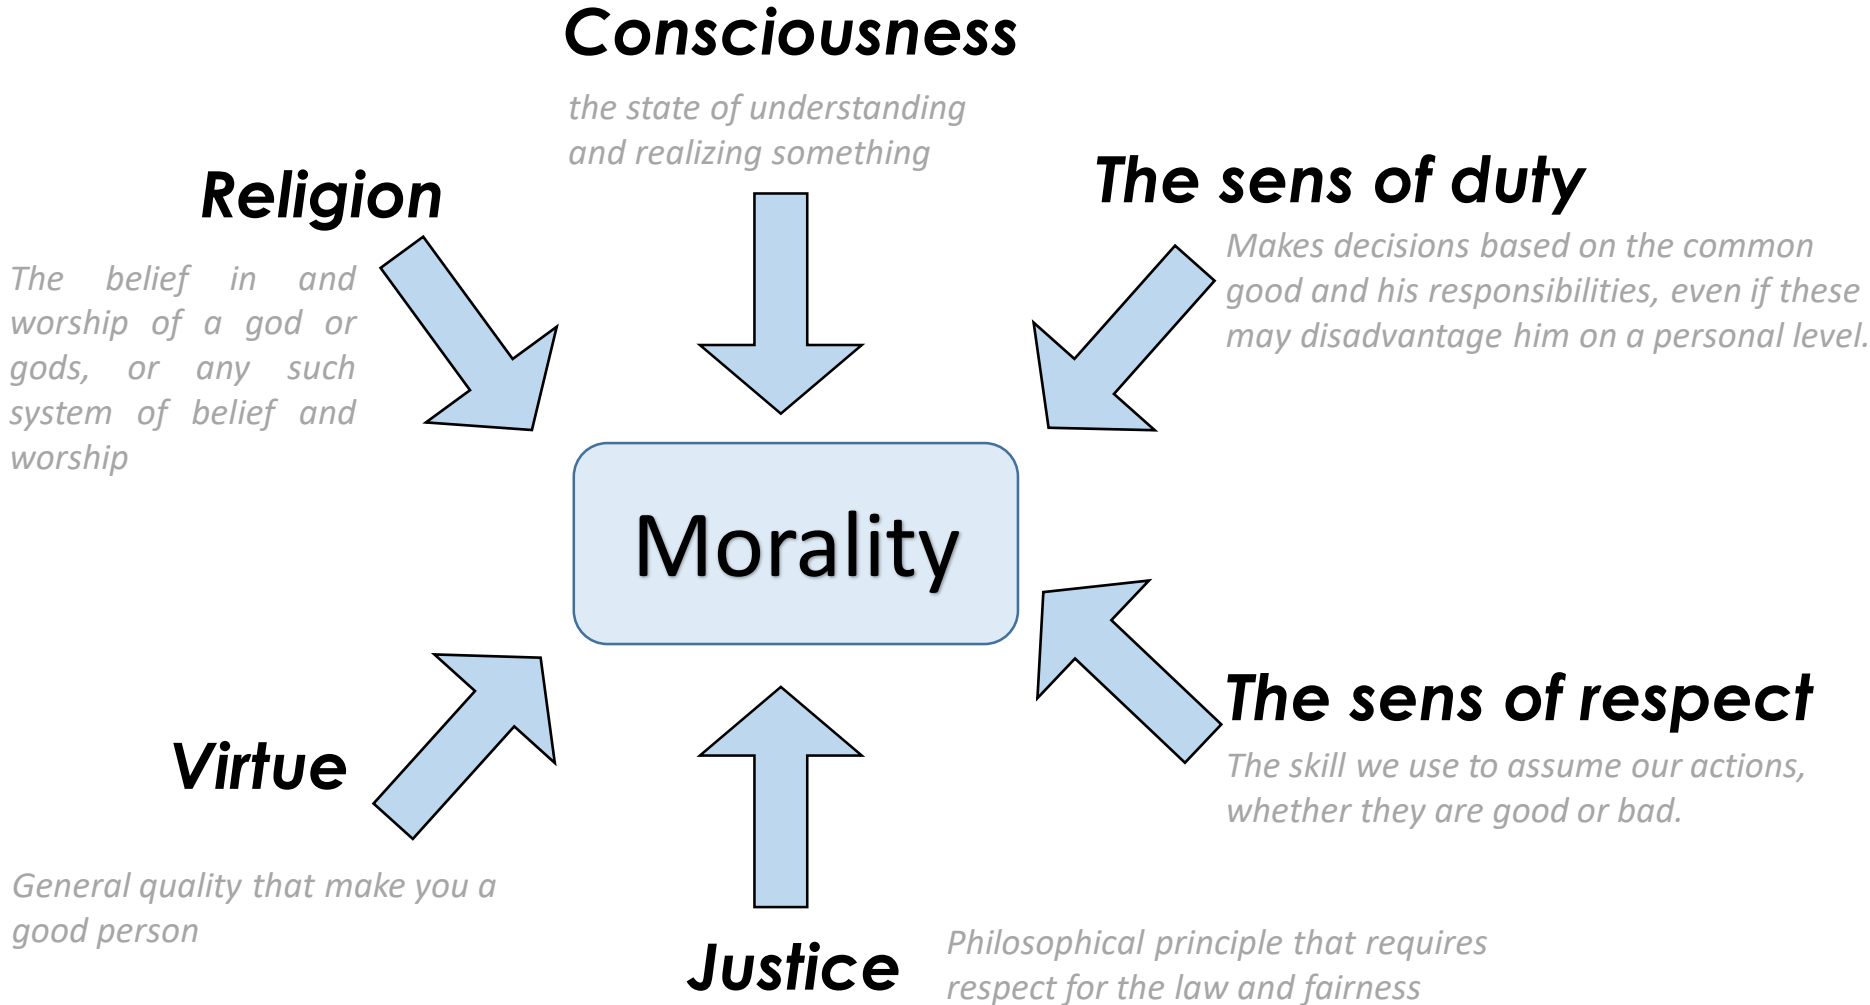 Consciousness
the state of understanding
and realizing something
Religion
The belief in and
worship of a god or
gods, or any such
system of belief and
worship
The sens of duty
Makes decisions based on the common
good and his responsibilities, even if these
may disadvantage him on a personal level.
Morality
The sens of respect
The skill we use to assume our actions,
whether they are good or bad.
Virtue
General quality that make you a
good person
Justice
Philosophical principle that requires
respect for the law and fairness